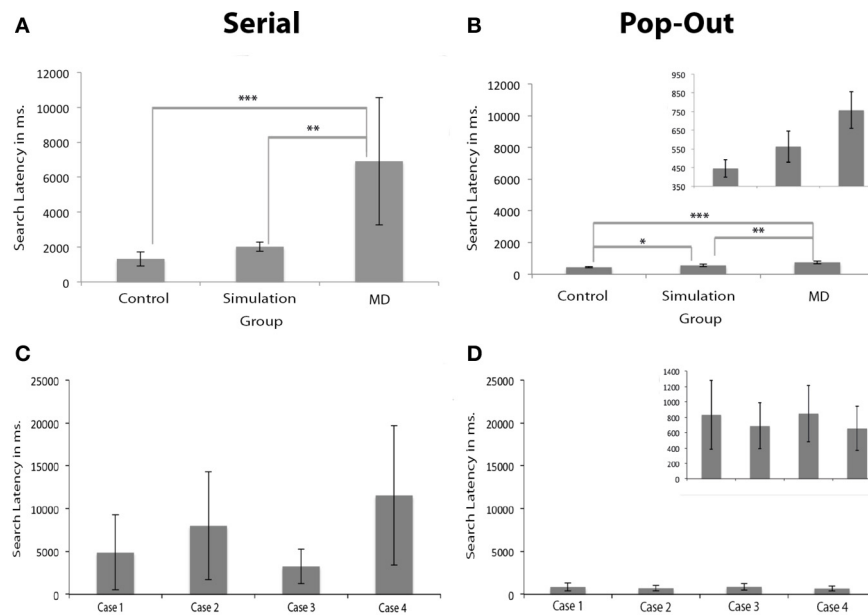 A
Serial
Search Latency in ms.
12000
10000
8000
6000
4000
2000
0
***
**
Control
Simulation
MD
Group
B
Pop-Out
Search Latency in ms.
12000
10000
8000
6000
4000
2000
0
950
850
750
650
550
450
350
***
*
**
Control
Simulation
MD
Group
C
Search Latency in ms.
25000
20000
15000
10000
5000
0
Case 1
Case 2
Case 3
Case 4
D
Search Latency in ms.
25000
20000
15000
10000
5000
0
1400
1200
1000
800
600
400
200
0
Case 1
Case 2
Case 3
Case 4